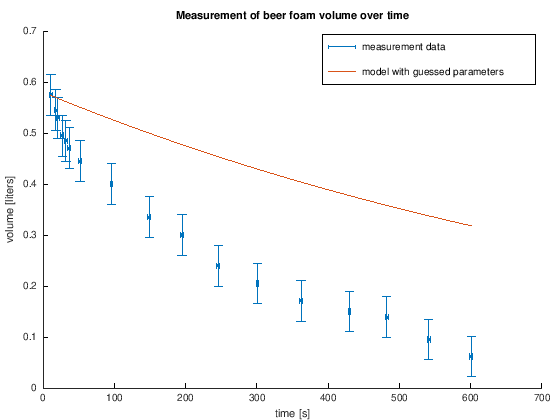 Measurement of beer foam volume over time
measurement data
model with guessed parameters
0.7
0.6
0.5
0.4
0.3
0.2
0.1
0
volume [liters]
0 100 200 300 400 500 600 700
time [s]